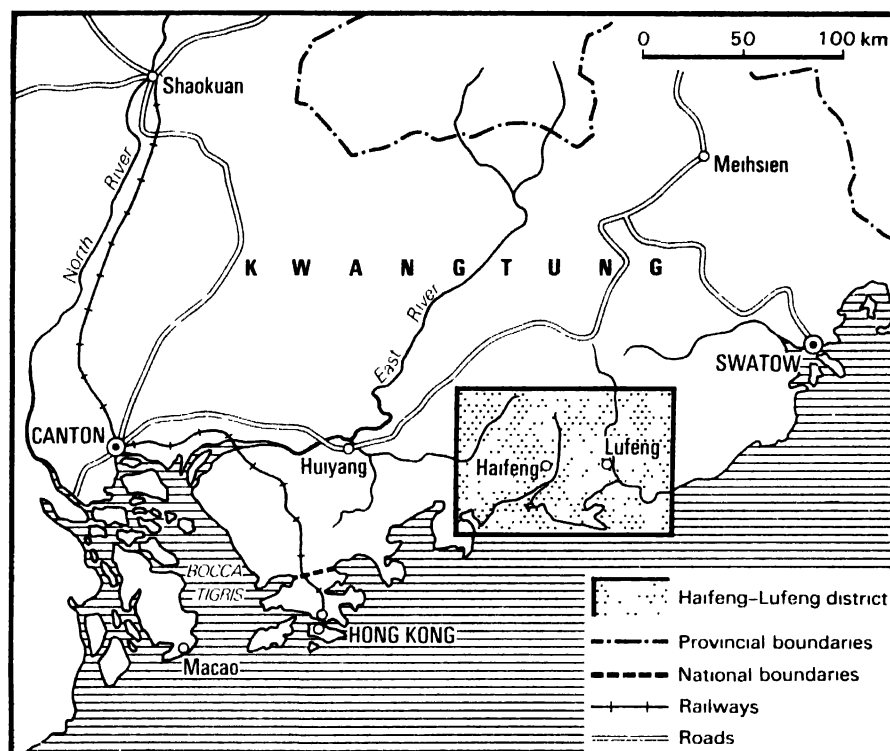 0 50 100 km
Shaokuan
Meihsien
North River
KWANGTUNG
East River
SWATOW
CANTON
Huiyang
Haifeng
Lufeng
BOCCA
TIGRIS
HONG KONG
Macao
Haifeng-Lufeng district
Provincial boundaries
National boundaries
Railways
Roads